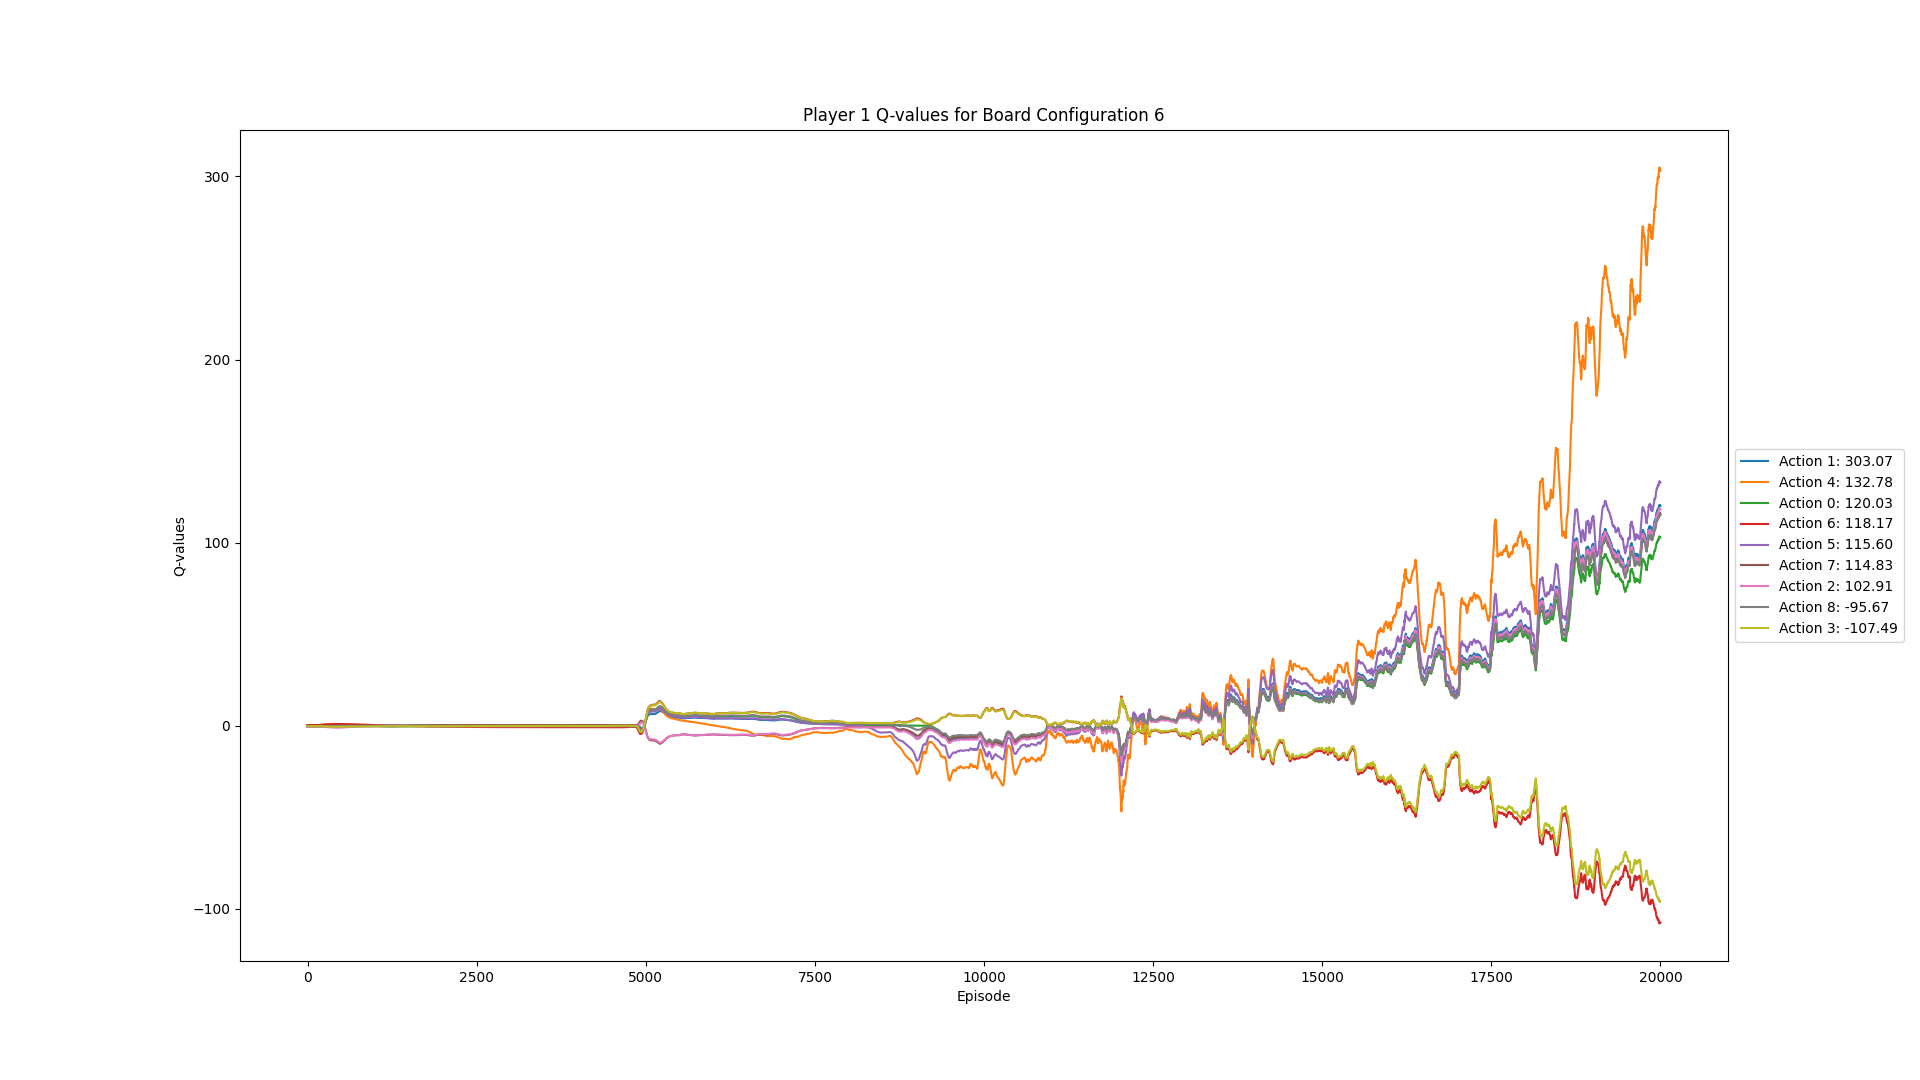 Player 1 Q-values for Board Configuration 6
Q-values
300
200
100
0
−100
0
2500
5000
7500
10000
12500
15000
17500
20000
Episode
Action 1: 303.07
Action 4: 132.78
Action 0: 120.03
Action 6: 118.17
Action 5: 115.60
Action 7: 114.83
Action 2: 102.91
Action 8: -95.67
Action 3: -107.49